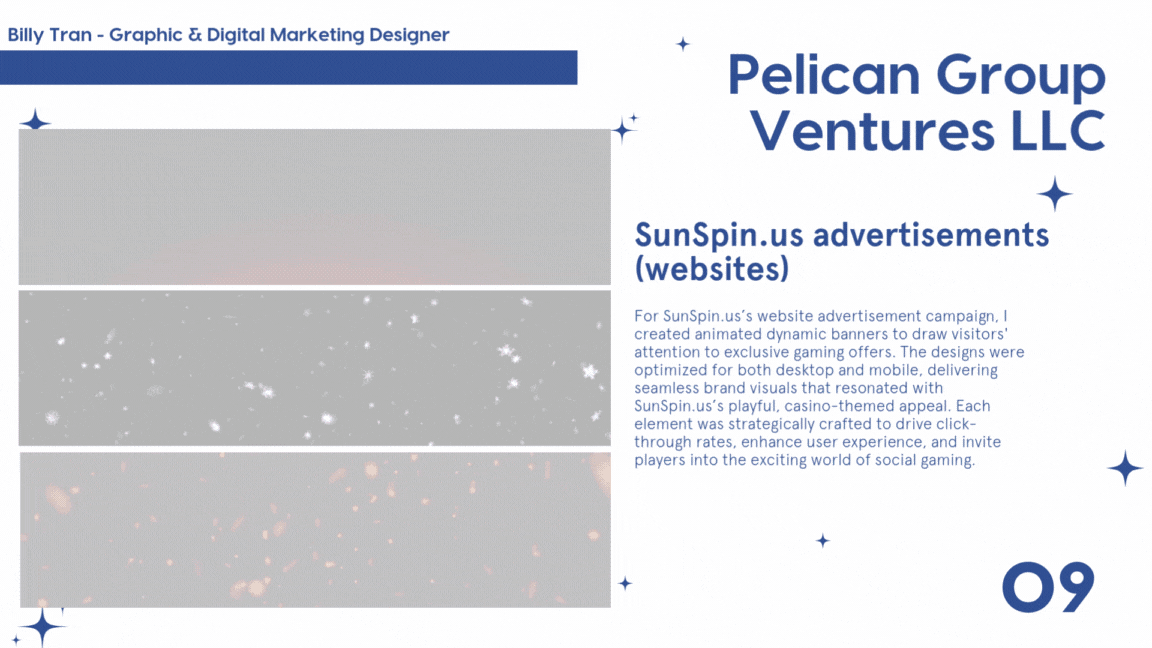 Billy Tran - Graphic & Digital Marketing Designer
Pelican Group
Ventures LLC
SunSpin.us advertisements
(websites)
For SunSpin.us’s website advertisement campaign, I
created animated dynamic banners to draw visitors'
attention to exclusive gaming offers. The designs were
optimized for both desktop and mobile, delivering
seamless brand visuals that resonated with
SunSpin.us’s playful, casino-themed appeal. Each
element was strategically crafted to drive click-
through rates, enhance user experience, and invite
players into the exciting world of social gaming.
09